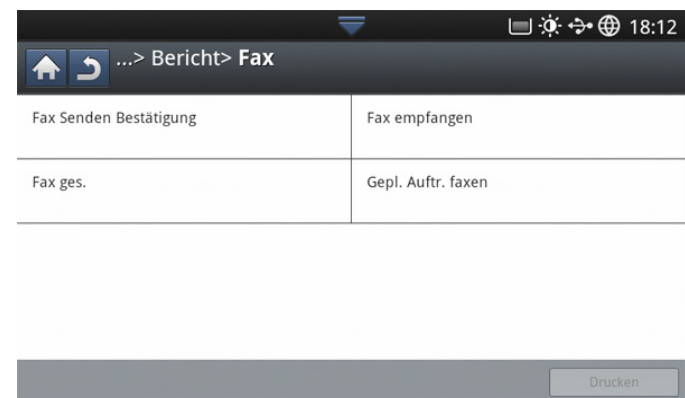 18:12
...> Bericht> Fax
Fax Senden Bestätigung
Fax empfangen
Fax ges.
Gepl. Auftr. faxen
Drucken